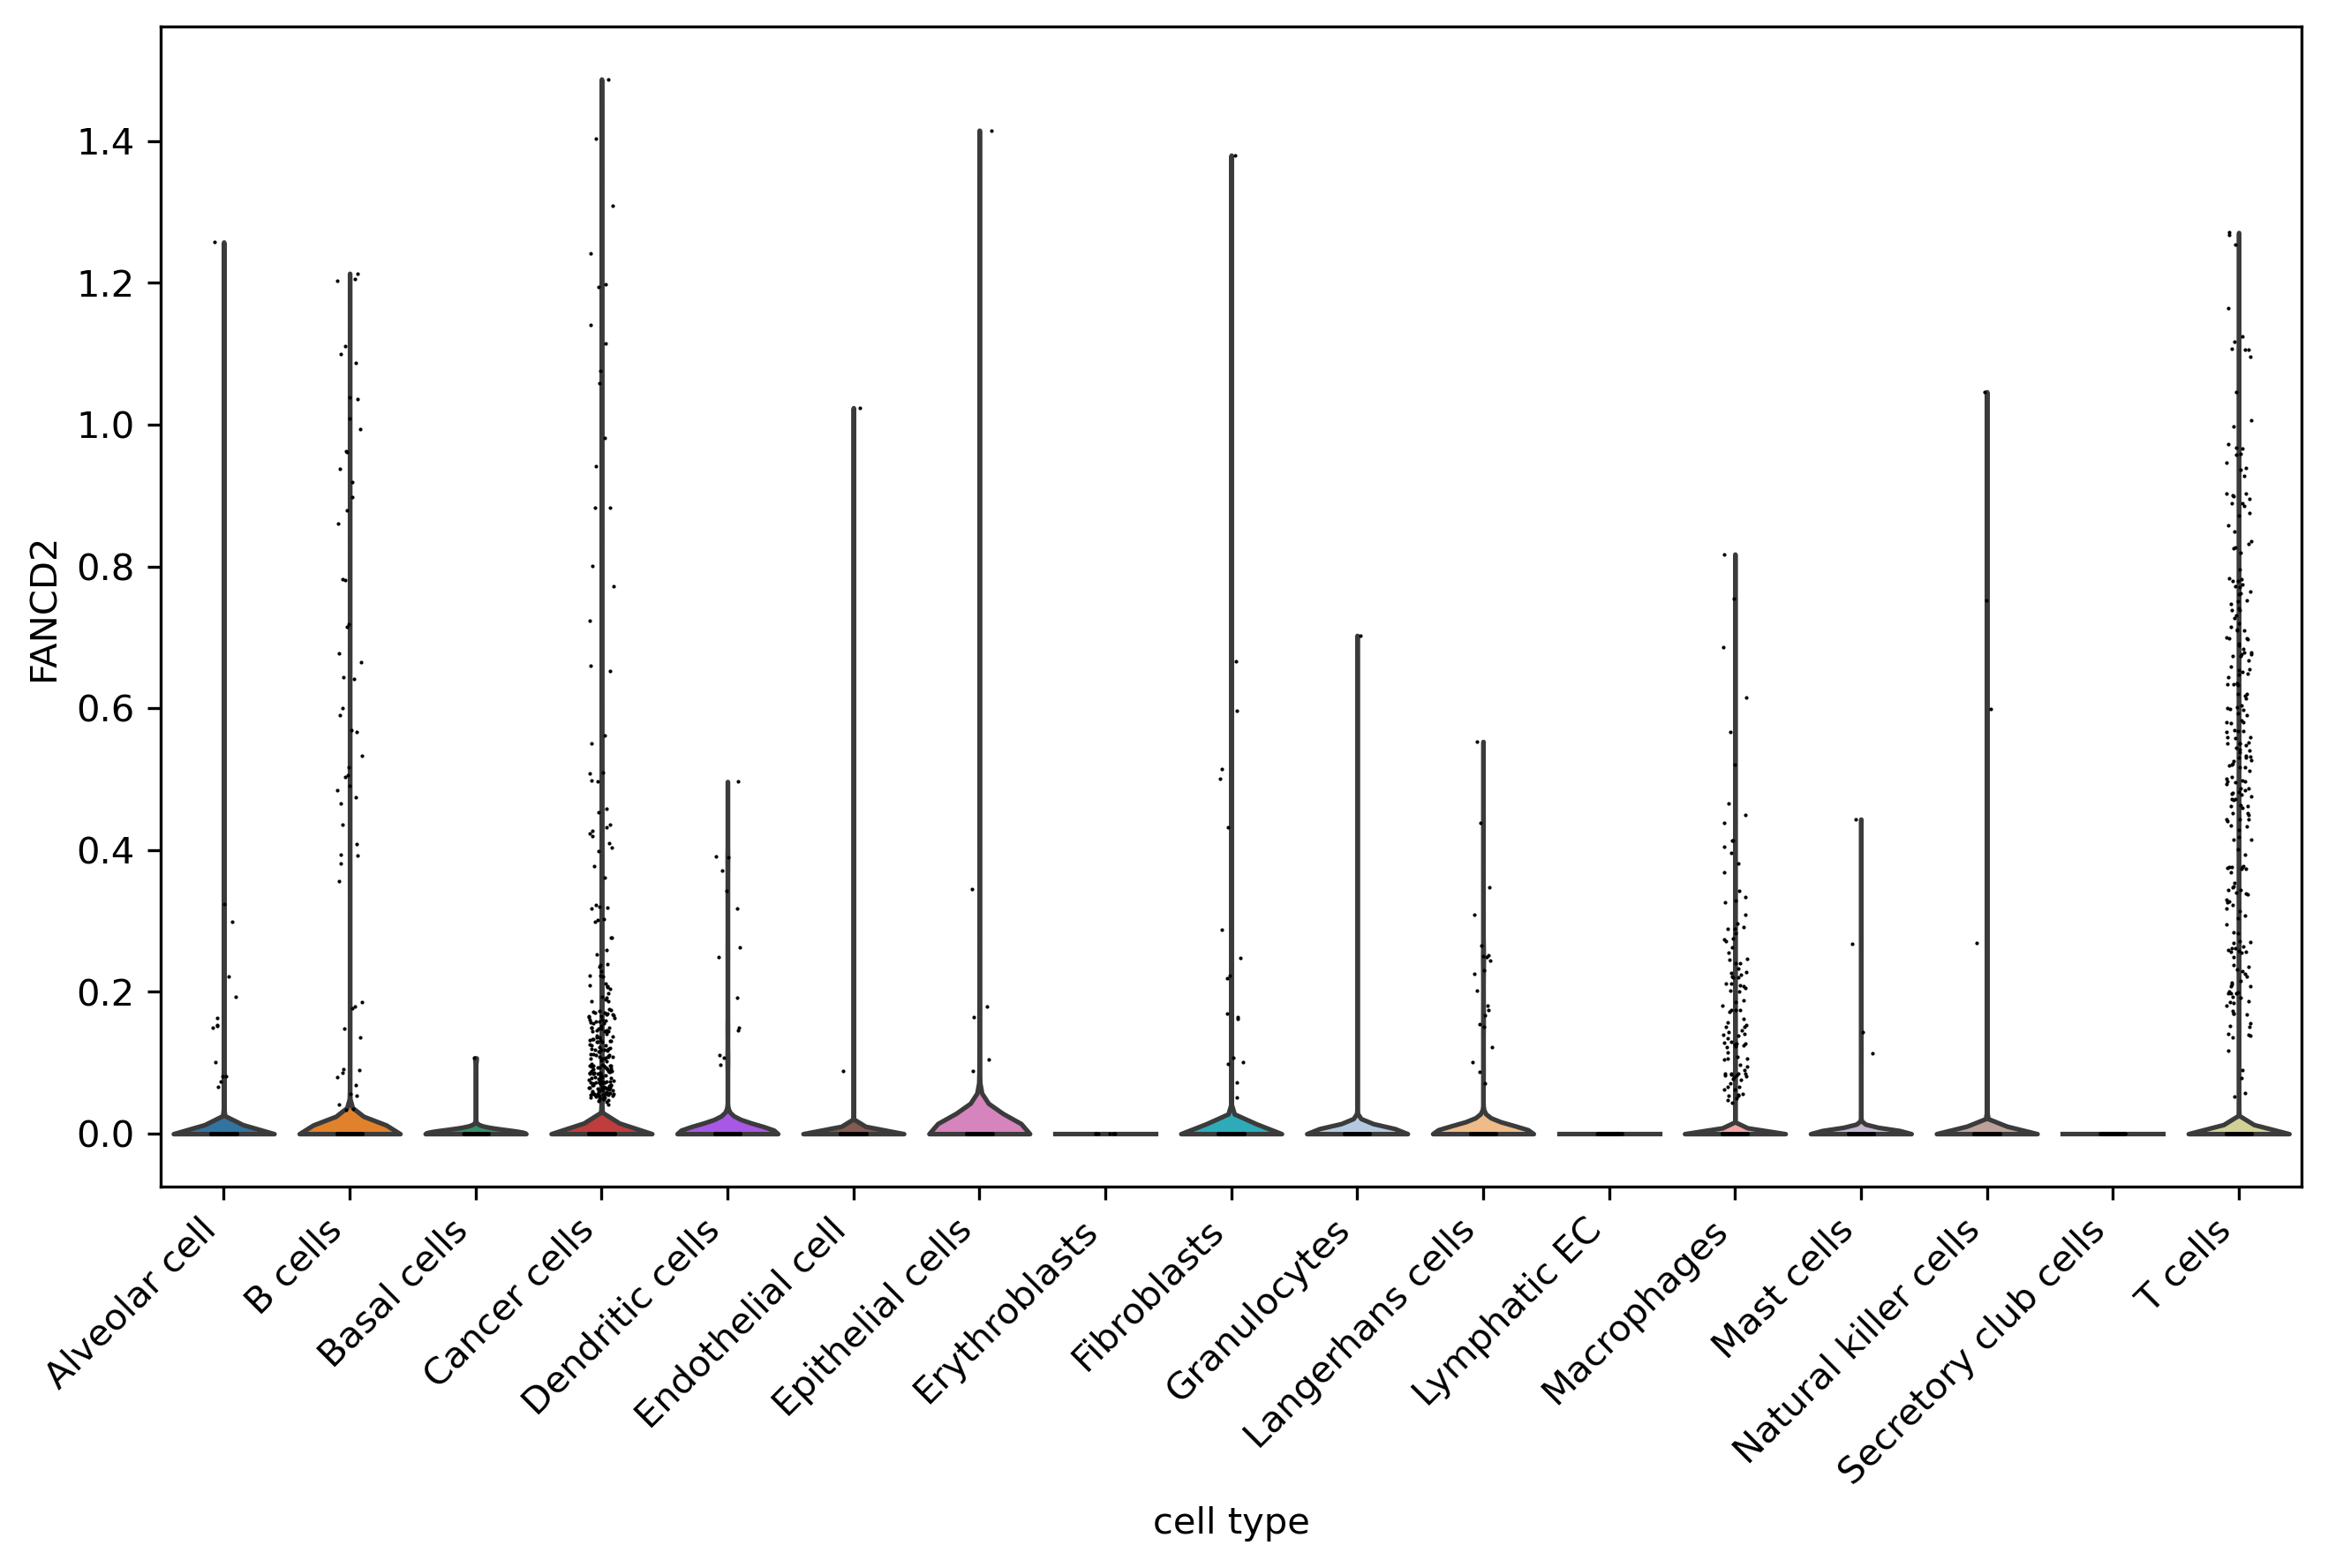 FANCD2
1.4
1.2
1.0
0.8
0.6
0.4
0.2
0.0
Alveolar cell
B cells
Basal cells
Cancer cells
Dendritic cells
Endothelial cell
Epithelial cells
Erythroblasts
Fibroblasts
Granulocytes
Langerhans cells
Lymphatic EC
Macrophages
Mast cells
Natural killer cells
Secretory club cells
T cells
cell type